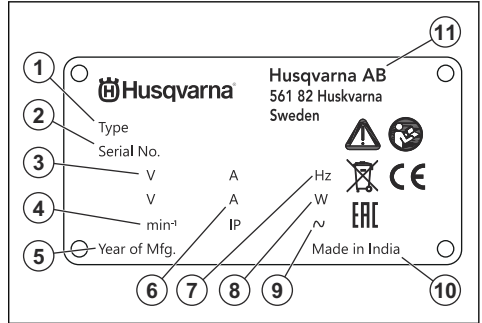 11
1
2
3
4
5
Husqvarna
Husqvarna AB
561 82 Huskvarna
Sweden
Type
Serial No.
V A Hz
V A W
min⁻¹ IP ~
Year of Mfg. Made in India
CE
EAC
6 7 8 9 10